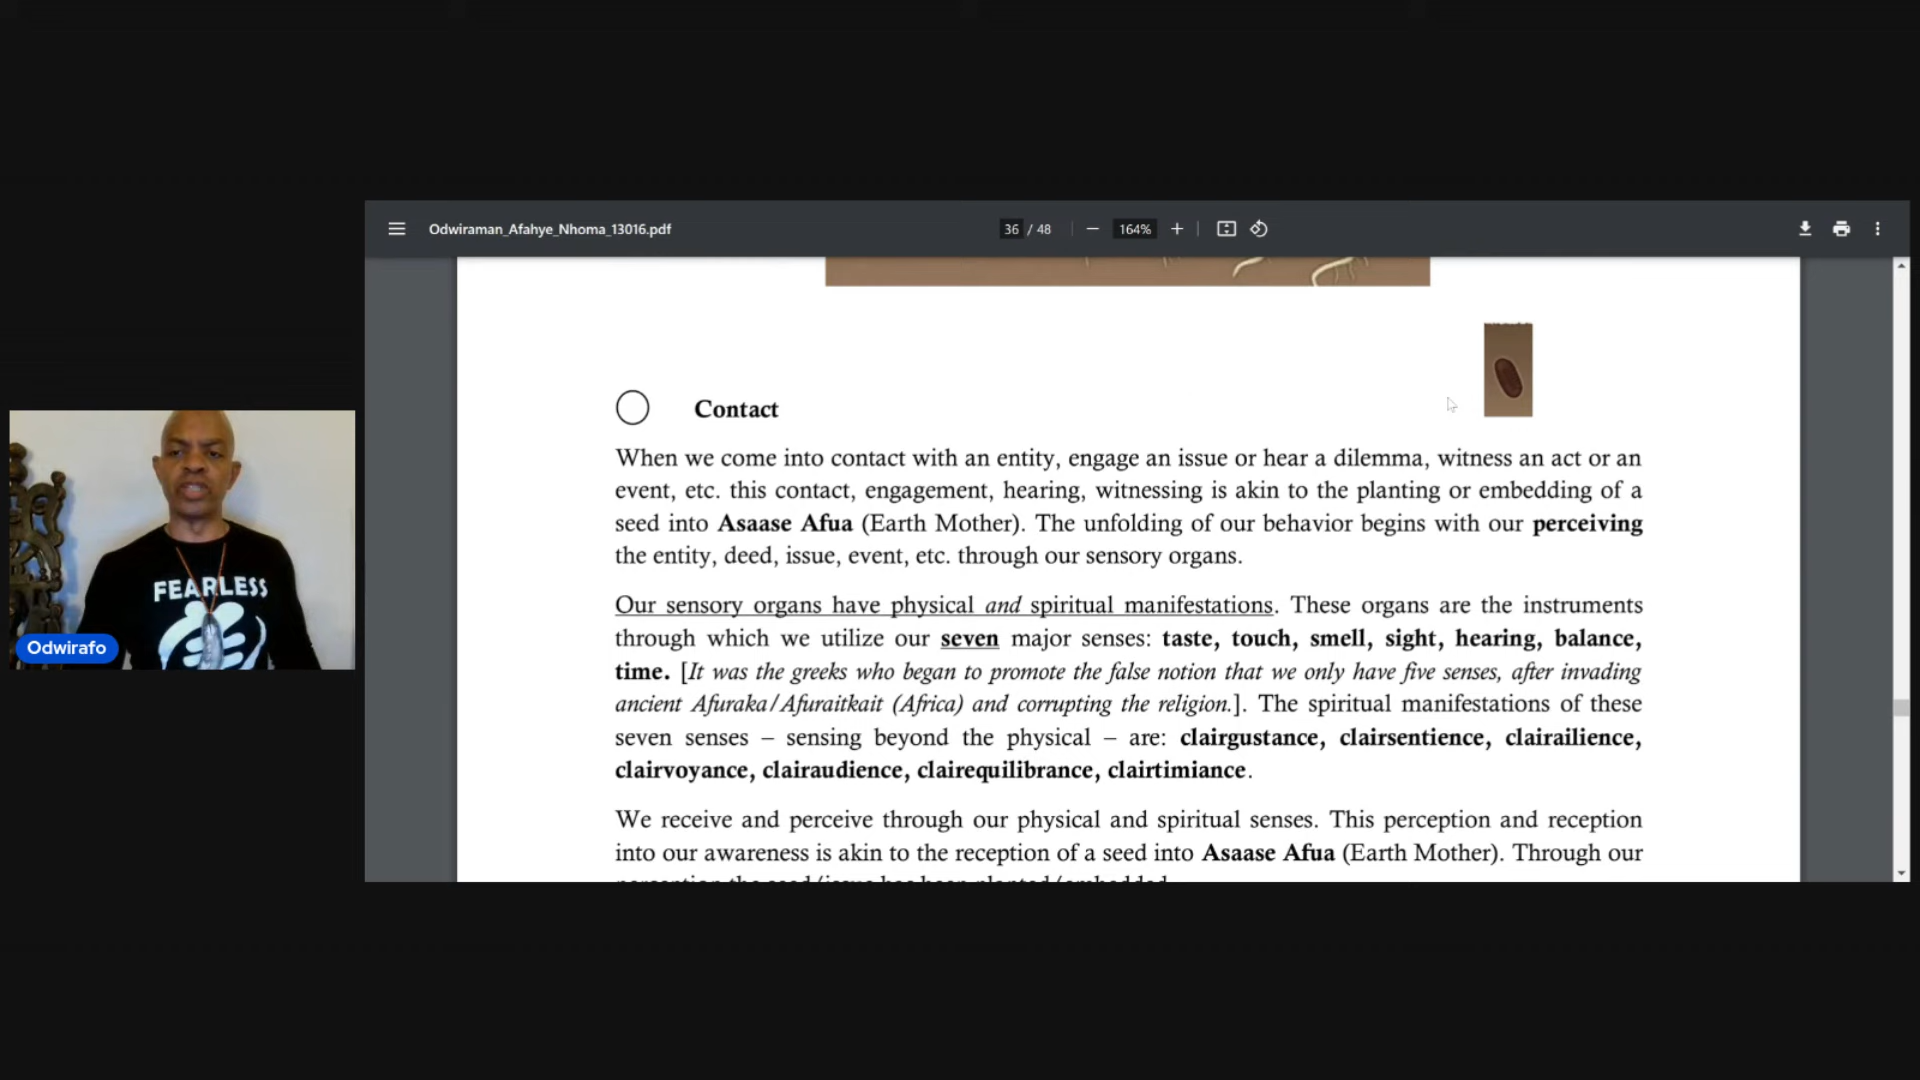 Odwiraman_Afahye_Nhoma_13016.pdf
36 / 48
164%
Contact
When we come into contact with an entity, engage an issue or hear a dilemma, witness an act or an
event, etc. this contact, engagement, hearing, witnessing is akin to the planting or embedding of a
seed into Asaase Afua (Earth Mother). The unfolding of our behavior begins with our perceiving
the entity, deed, issue, event, etc. through our sensory organs.
Our sensory organs have physical and spiritual manifestations. These organs are the instruments
through which we utilize our seven major senses: taste, touch, smell, sight, hearing, balance,
time. [It was the greeks who began to promote the false notion that we only have five senses, after invading
ancient Afuraka/Afuraitkait (Africa) and corrupting the religion.]. The spiritual manifestations of these
seven senses – sensing beyond the physical – are: clairgustance, clairsentience, clairailience,
clairvoyance, clairaudience, clairequilibrance, clairtimiance.
We receive and perceive through our physical and spiritual senses. This perception and reception
into our awareness is akin to the reception of a seed into Asaase Afua (Earth Mother). Through our
FEARLESS
Odwirafo